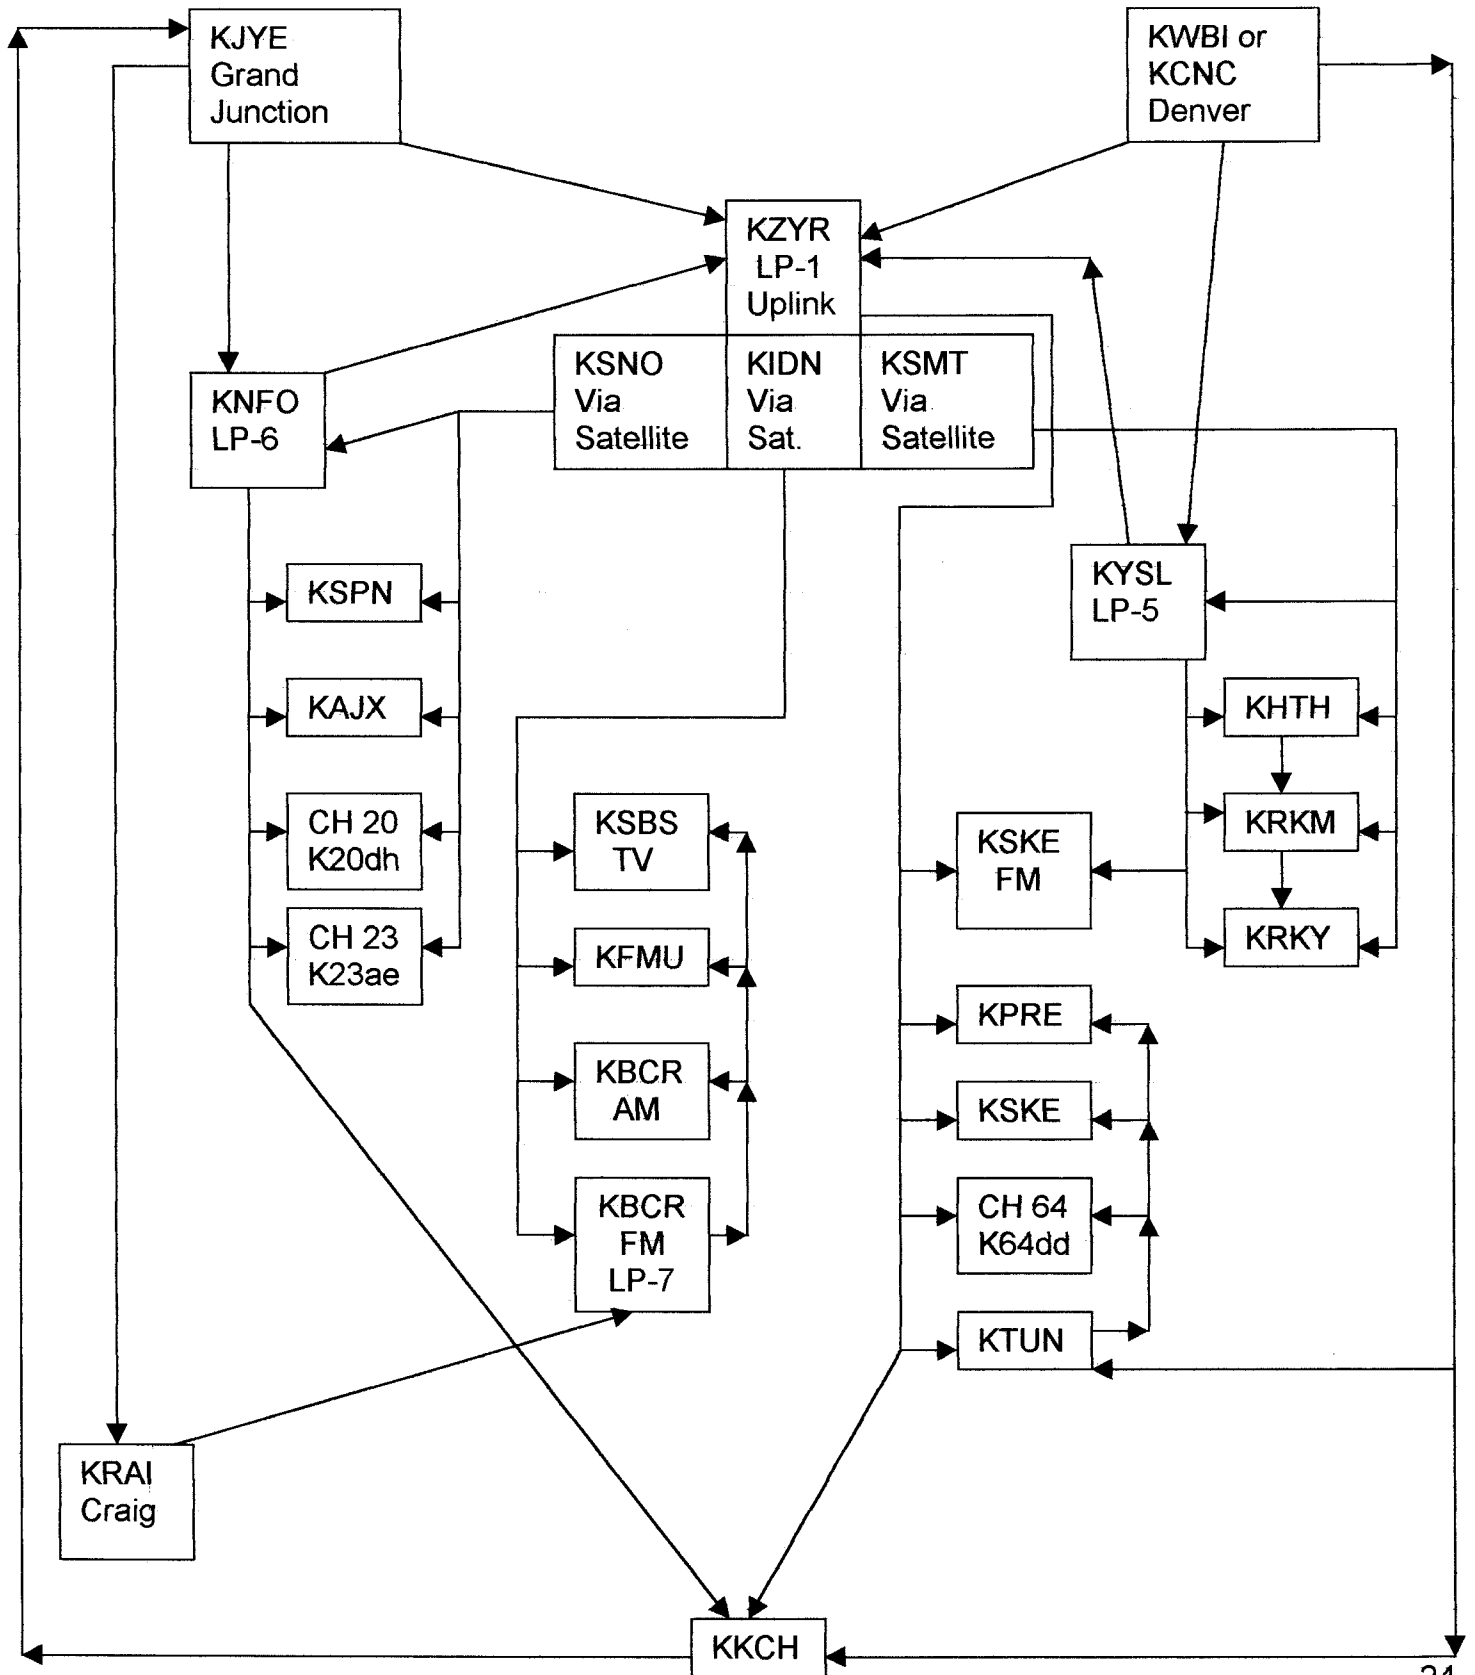 KJYE
Grand
Junction
KWBI or
KCNC
Denver
KZYR
LP-1
Uplink
KSNO
Via
Satellite
KIDN
Via
Sat.
KSMT
Via
Satellite
KNFO
LP-6
KSPN
KAJX
CH 20
K20dh
CH 23
K23ae
KYSL
LP-5
KHTH
KRKM
KRKY
KSBS
TV
KFMU
KBCR
AM
KBCR
FM
LP-7
KSKE
FM
KPRE
KSKE
CH 64
K64dd
KTUN
KRAI
Craig
KKCH